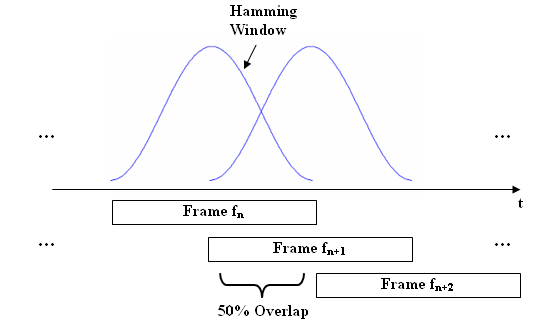 Hamming
Window
...
...
t
Frame fn
...
Frame fn+1
...
Frame fn+2
50% Overlap